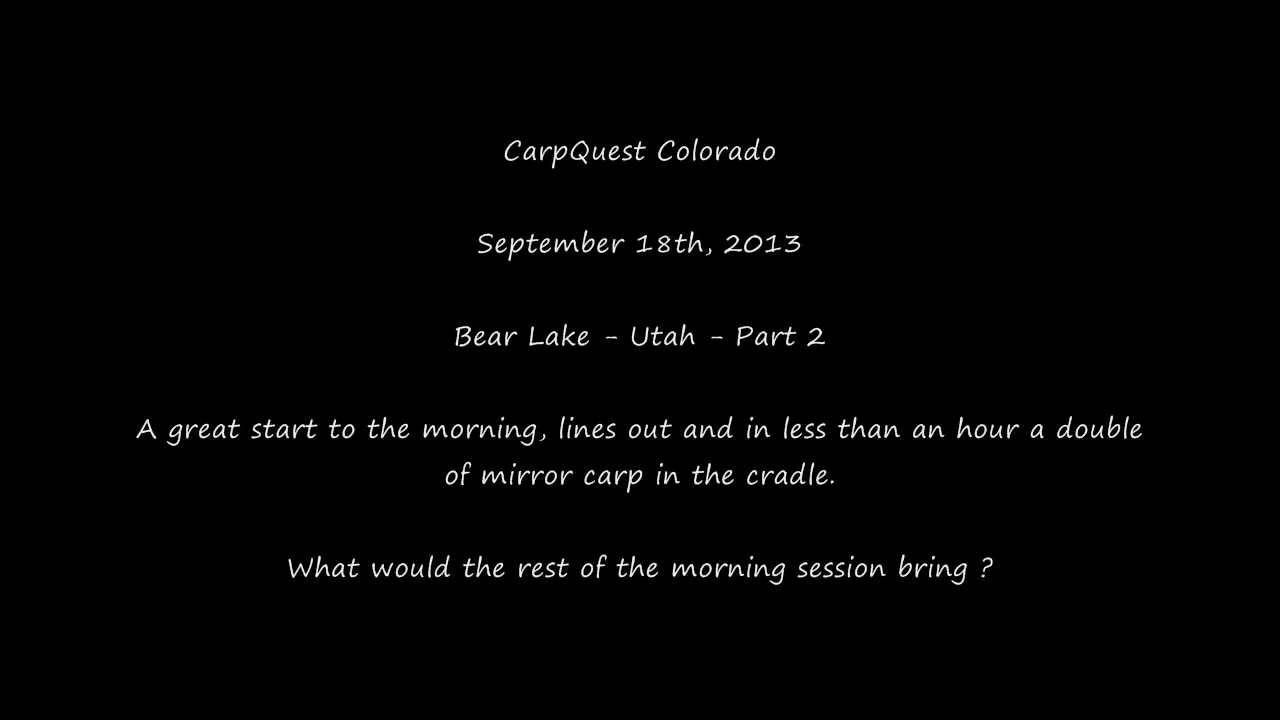 CarpQuest Colorado
September 18th, 2013
Bear Lake - Utah - Part 2
A great start to the morning, lines out and in less than an hour a double
of mirror carp in the cradle.
What would the rest of the morning session bring ?